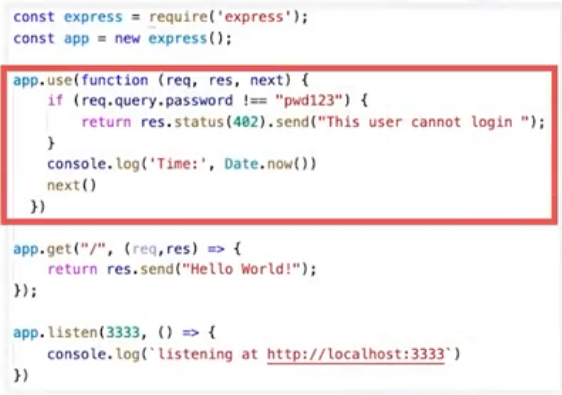 const express = require('express');
const app = new express();
app.use(function (req, res, next) {
if (req.query.password !== "pwd123") {
return res.status(402).send("This user cannot login ");
}
console.log('Time:', Date.now())
next()
})
app.get("/", (req,res) => {
return res.send("Hello World!");
});
app.listen(3333, () => {
console.log(`listening at http://localhost:3333`)
})